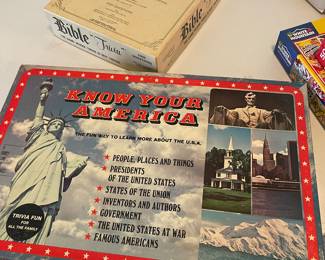 Bible "Trivia"
WHITE MOUNTAIN
KNOW YOUR
AMERICA
THE FUN WAY TO LEARN MORE ABOUT THE U.S.A.
★ PEOPLE, PLACES AND THINGS
★ PRESIDENTS
OF THE UNITED STATES
★ STATES OF THE UNION
★ INVENTORS AND AUTHORS
★ GOVERNMENT
★ THE UNITED STATES AT WAR
★ FAMOUS AMERICANS
TRIVIA FUN
FOR
ALL THE FAMILY